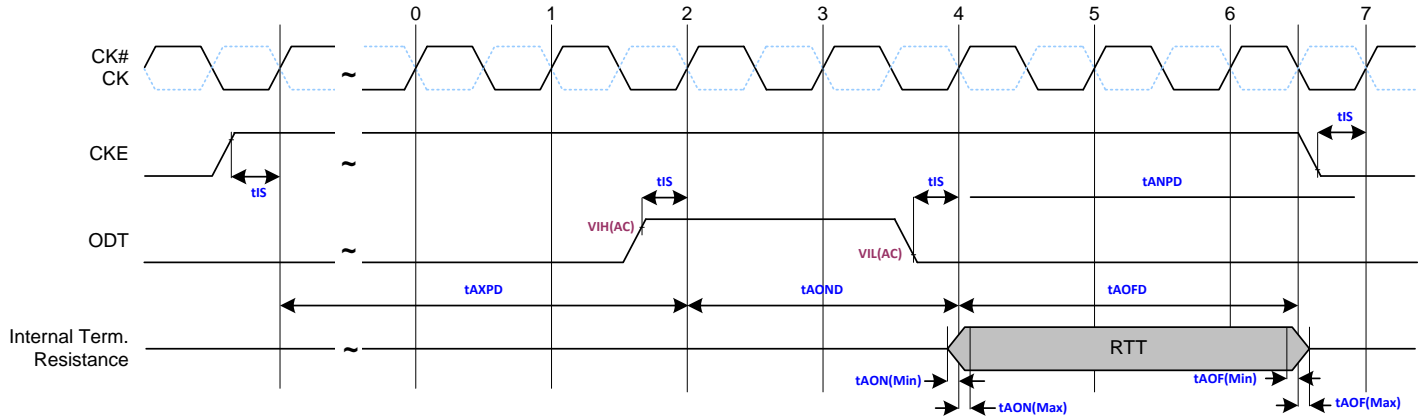 0 1 2 3 4 5 6 7
CK#
CK
~
tIS
CKE
~
tIS
tIS
tIS
tANPD
VIH(AC)
ODT
VIL(AC)
~
tAXPD
tAOND
tAOFD
Internal Term.
Resistance
~
RTT
tAON(Min)
tAOF(Min)
tAON(Max)
tAOF(Max)